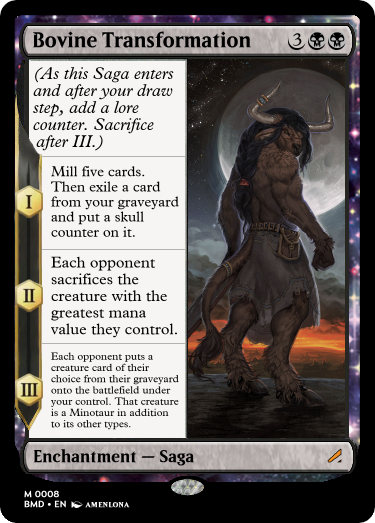 Bovine Transformation 3
(As this Saga enters
and after your draw
step, add a lore
counter. Sacrifice
after III.)
I
Mill five cards.
Then exile a card
from your graveyard
and put a skull
counter on it.
II
Each opponent
sacrifices the
creature with the
greatest mana
value they control.
III
Each opponent puts a
creature card of their
choice from their graveyard
onto the battlefield under
your control. That creature
is a Minotaur in addition
to its other types.
Enchantment — Saga
M 0008
BMD • EN AMENLONA